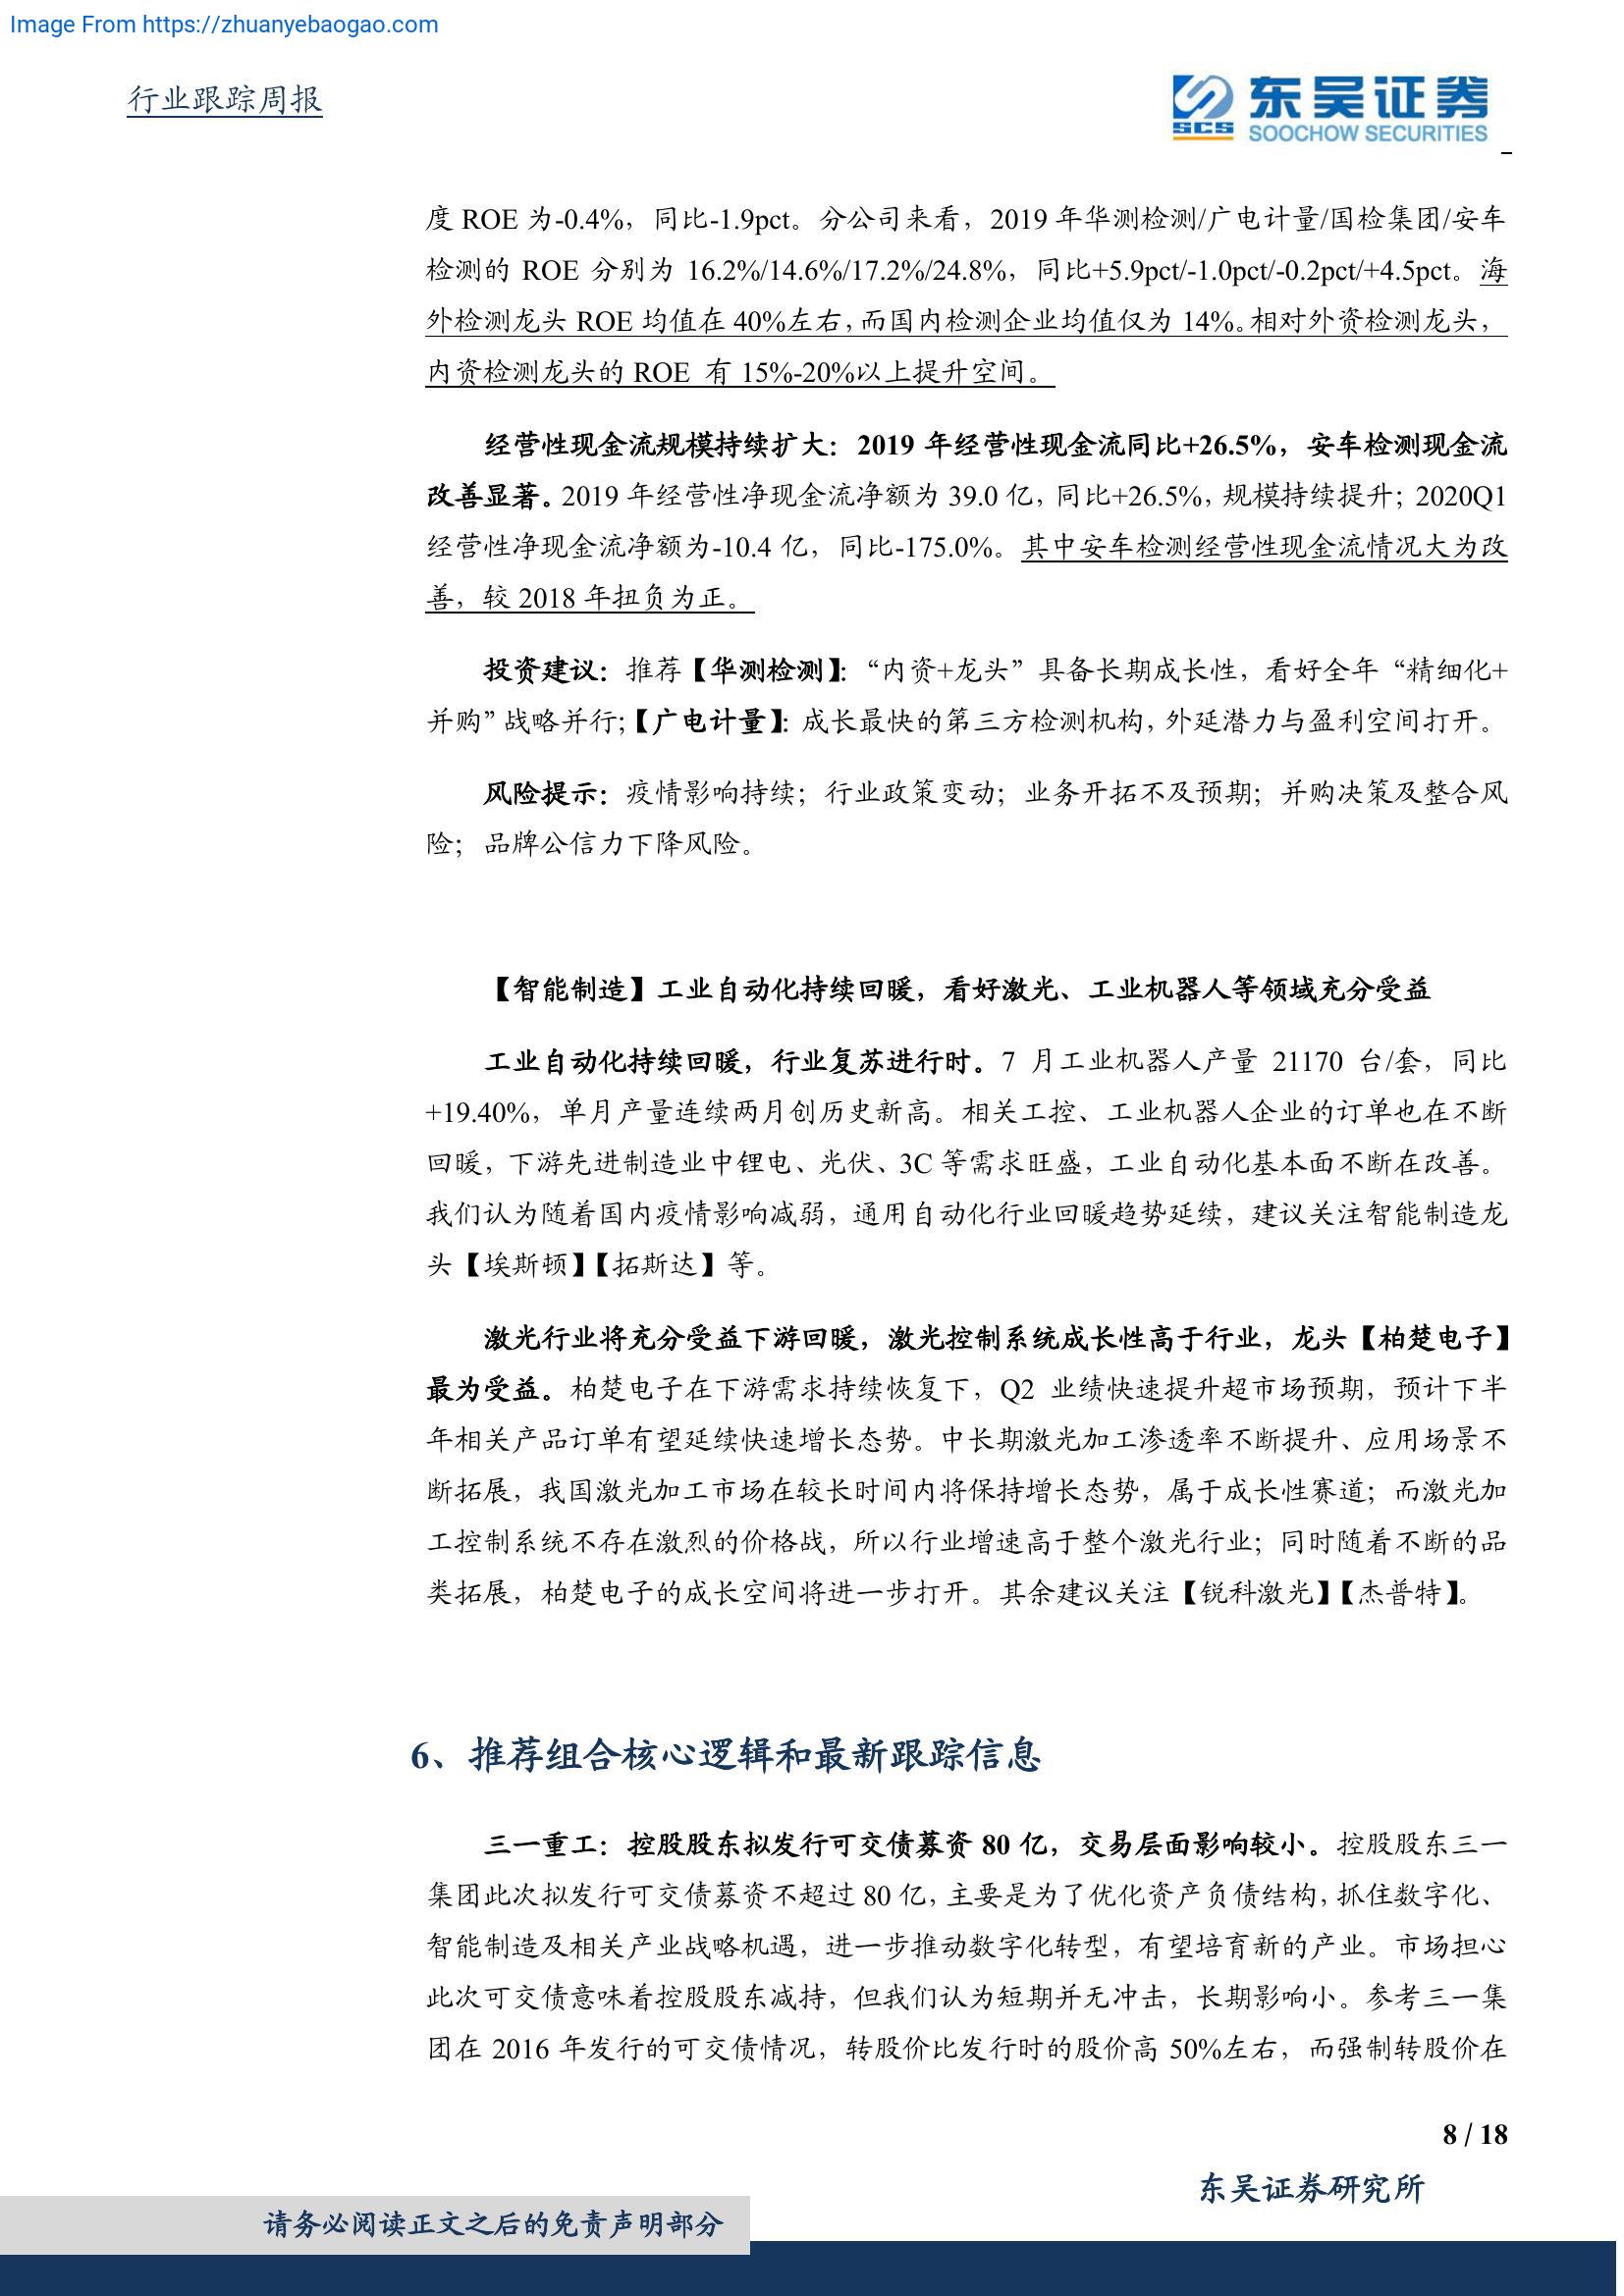 Image From https://zhuanyebaogao.com
行业跟踪周报
东吴证券
SCS
SOOCHOW SECURITIES
度 ROE 为-0.4%，同比-1.9pct。分公司来看，2019 年华测检测/广电计量/国检集团/安车
检测的 ROE 分别为 16.2%/14.6%/17.2%/24.8%，同比+5.9pct/-1.0pct/-0.2pct/+4.5pct。海
外检测龙头 ROE 均值在 40%左右，而国内检测企业均值仅为 14%。相对外资检测龙头，
内资检测龙头的 ROE 有 15%-20%以上提升空间。
经营性现金流规模持续扩大：2019 年经营性现金流同比+26.5%，安车检测现金流
改善显著。2019 年经营性净现金流净额为 39.0 亿，同比+26.5%，规模持续提升；2020Q1
经营性净现金流净额为-10.4 亿，同比-175.0%。其中安车检测经营性现金流情况大为改
善，较 2018 年扭负为正。
投资建议：推荐【华测检测】：“内资+龙头”具备长期成长性，看好全年“精细化+
并购”战略并行；【广电计量】：成长最快的第三方检测机构，外延潜力与盈利空间打开。
风险提示：疫情影响持续；行业政策变动；业务开拓不及预期；并购决策及整合风
险；品牌公信力下降风险。
【智能制造】工业自动化持续回暖，看好激光、工业机器人等领域充分受益
工业自动化持续回暖，行业复苏进行时。7 月工业机器人产量 21170 台/套，同比
+19.40%，单月产量连续两月创历史新高。相关工控、工业机器人企业的订单也在不断
回暖，下游先进制造业中锂电、光伏、3C 等需求旺盛，工业自动化基本面不断在改善。
我们认为随着国内疫情影响减弱，通用自动化行业回暖趋势延续，建议关注智能制造龙
头【埃斯顿】【拓斯达】等。
激光行业将充分受益下游回暖，激光控制系统成长性高于行业，龙头【柏楚电子】
最为受益。柏楚电子在下游需求持续恢复下，Q2 业绩快速提升超市场预期，预计下半
年相关产品订单有望延续快速增长态势。中长期激光加工渗透率不断提升、应用场景不
断拓展，我国激光加工市场在较长时间内将保持增长态势，属于成长性赛道；而激光加
工控制系统不存在激烈的价格战，所以行业增速高于整个激光行业；同时随着不断的品
类拓展，柏楚电子的成长空间将进一步打开。其余建议关注【锐科激光】【杰普特】。
6、推荐组合核心逻辑和最新跟踪信息
三一重工：控股股东拟发行可交债募资 80 亿，交易层面影响较小。控股股东三一
集团此次拟发行可交债募资不超过 80 亿，主要是为了优化资产负债结构，抓住数字化、
智能制造及相关产业战略机遇，进一步推动数字化转型，有望培育新的产业。市场担心
此次可交债意味着控股股东减持，但我们认为短期并无冲击，长期影响小。参考三一集
团在 2016 年发行的可交债情况，转股价比发行时的股价高 50%左右，而强制转股价在
8 / 18
东吴证券研究所
请务必阅读正文之后的免责声明部分